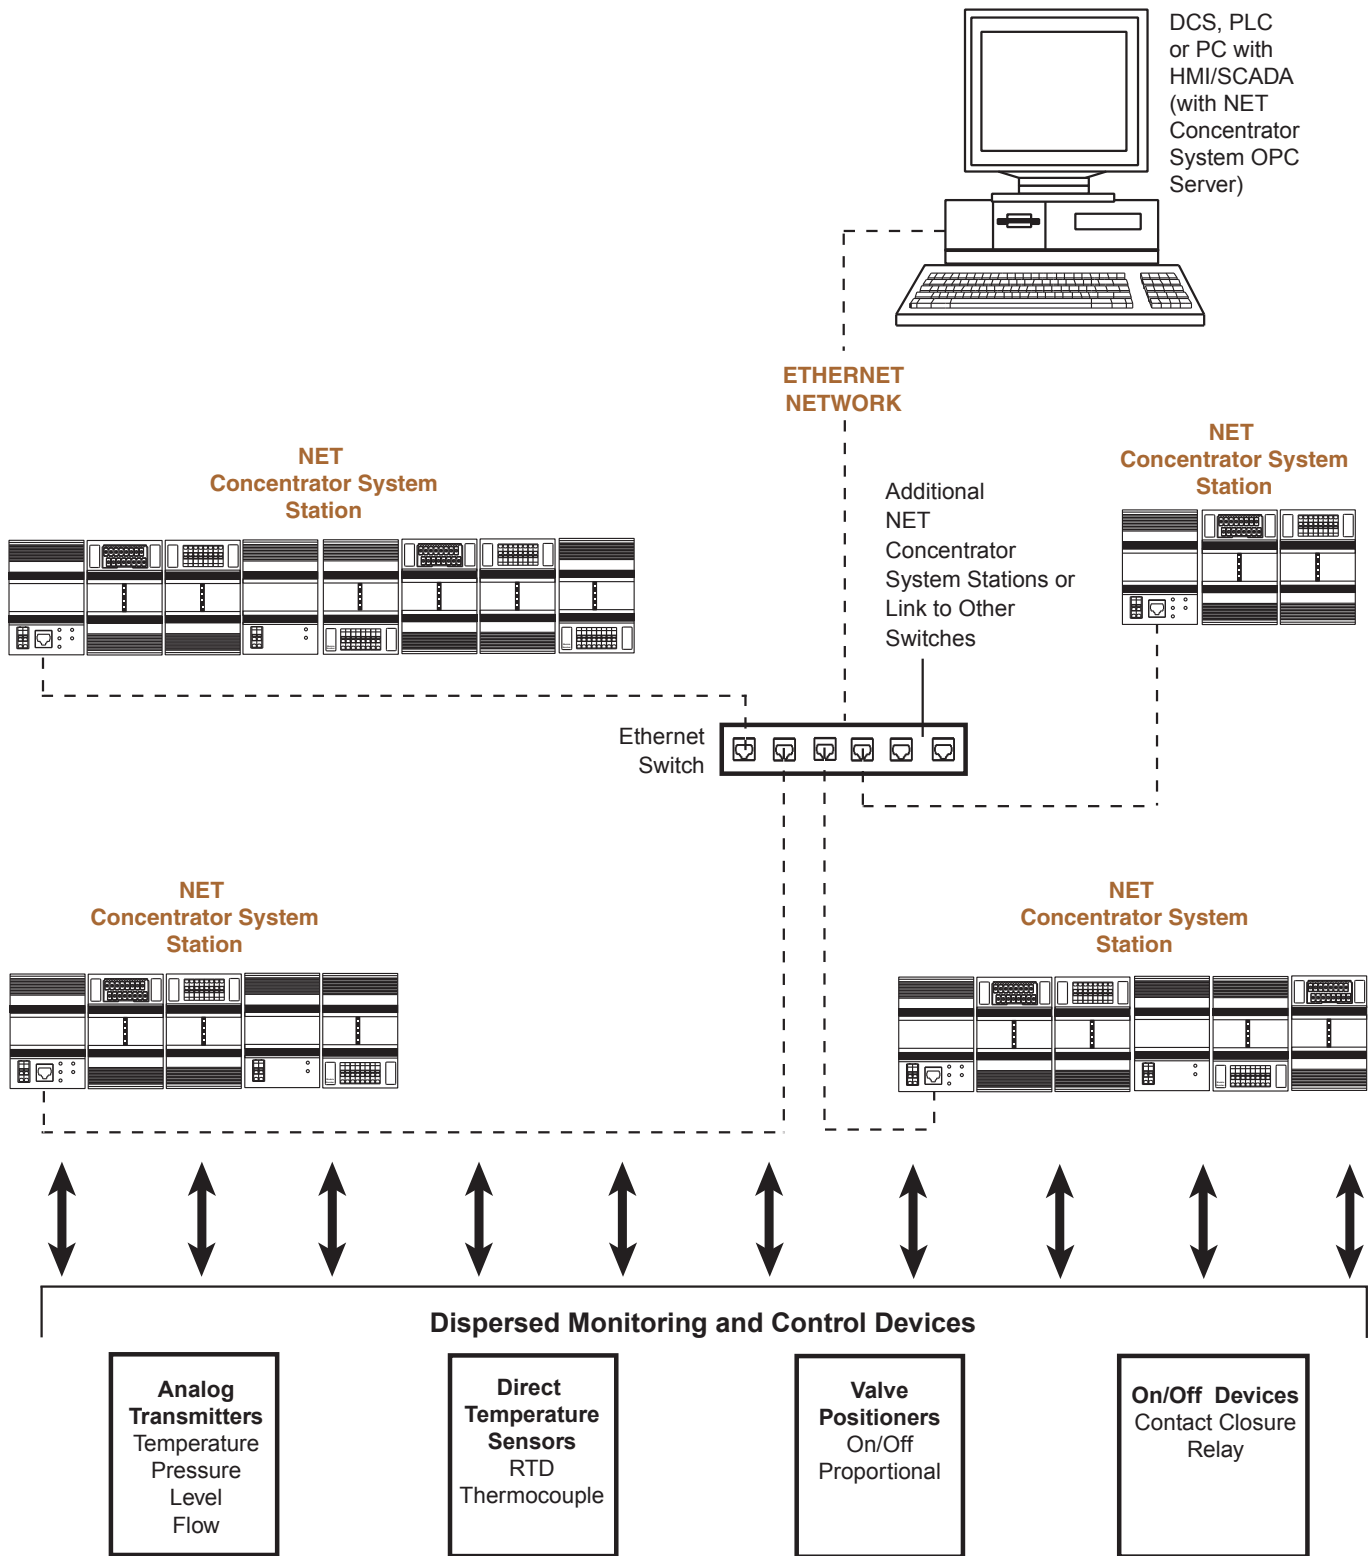 DCS, PLC
or PC with
HMI/SCADA
(with NET
Concentrator
System OPC
Server)
ETHERNET
NETWORK
NET
Concentrator System
Station
NET
Concentrator System
Station
Additional
NET
Concentrator
System Stations or
Link to Other
Switches
Ethernet
Switch
NET
Concentrator System
Station
NET
Concentrator System
Station
Dispersed Monitoring and Control Devices
Analog
Transmitters
Temperature
Pressure
Level
Flow
Direct
Temperature
Sensors
RTD
Thermocouple
Valve
Positioners
On/Off
Proportional
On/Off Devices
Contact Closure
Relay